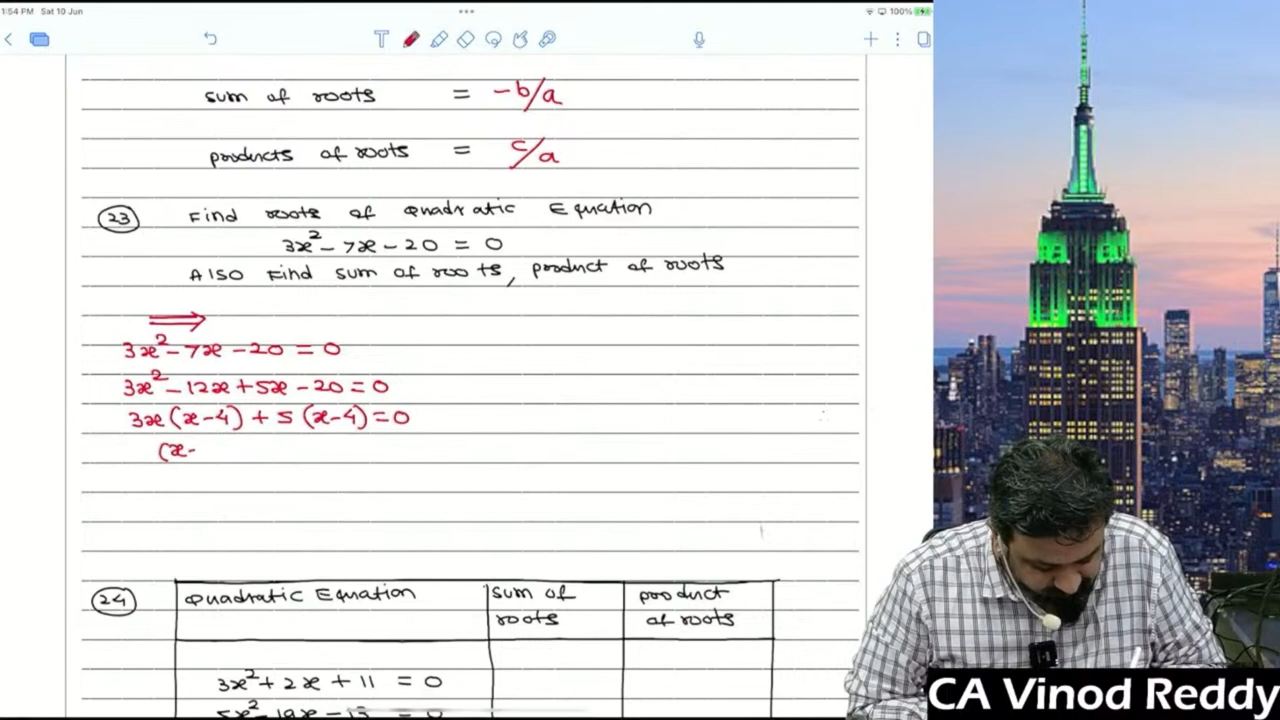 1:54 PM Sat 10 Jun
100%
sum of roots = -b/a
products of roots = c/a
23 Find roots of Quadratic Equation
3x² - 7x - 20 = 0
Also Find sum of roots, product of roots
3x² - 7x - 20 = 0
3x² - 12x + 5x - 20 = 0
3x(x-4) + 5(x-4) = 0
(x-
24 Quadratic Equation sum of roots product of roots
3x² + 2x + 11 = 0
CA Vinod Reddy